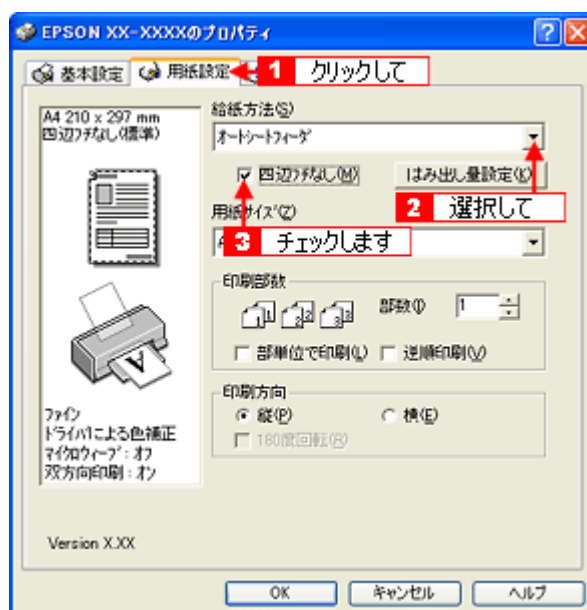 EPSON XX-XXXXのプロパティ
基本設定 用紙設定 1 クリックして
A4 210 x 297 mm
四辺フチなし(標準)
給紙方法(S)
オートシートフィーダ
四辺フチなし(M) はみ出し量設定(K)
2 選択して
用紙サイズ(Z)
3 チェックします
印刷部数
部数(I) 1
部単位で印刷(L) 逆順印刷(V)
印刷方向
縦(P) 横(E)
180度回転(R)
ファイン
ドライバによる色補正
マイクロウィーブ:オフ
双方向印刷:オン
Version X.XX
OK キャンセル ヘルプ